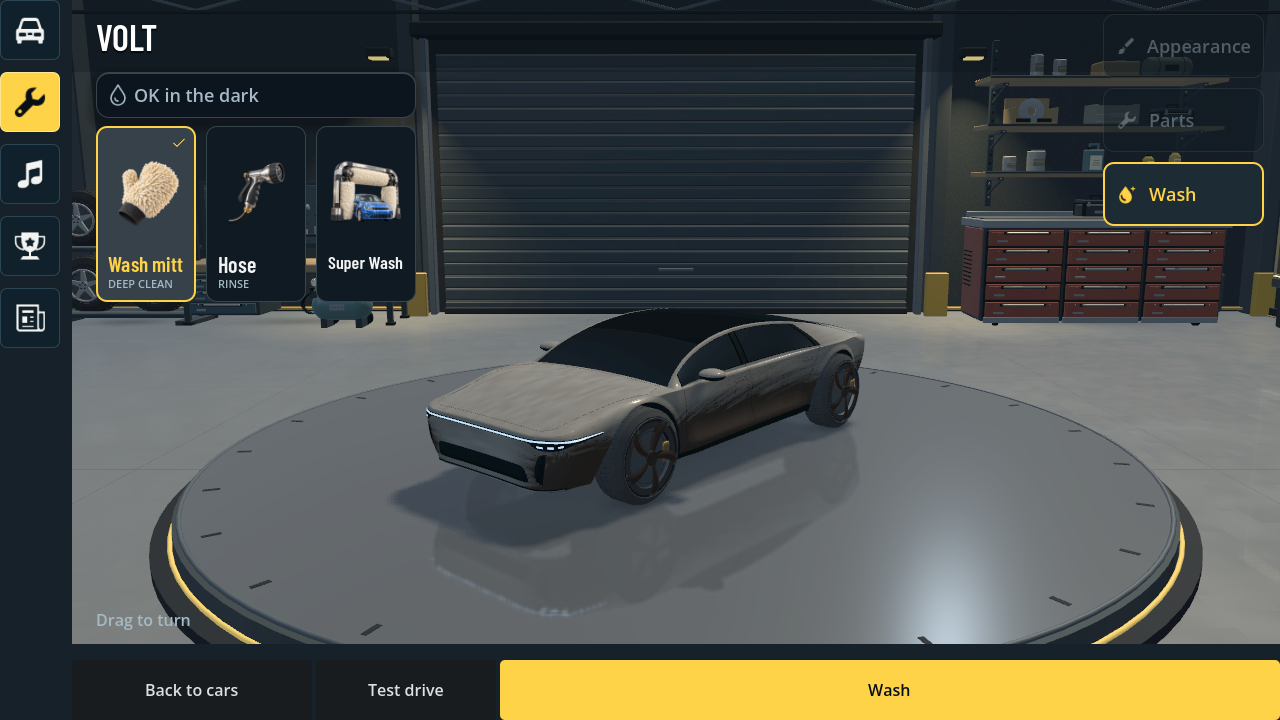 VOLT
OK in the dark
Wash mitt
DEEP CLEAN
Hose
RINSE
Super Wash
Appearance
Parts
Wash
Drag to turn
Back to cars
Test drive
Wash